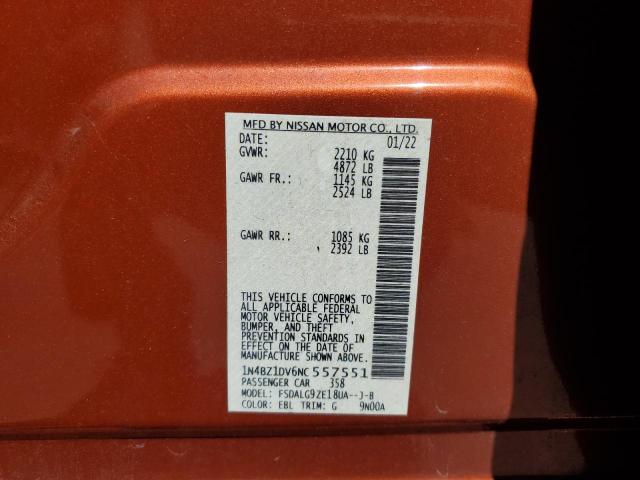 MFD BY NISSAN MOTOR CO., LTD.
DATE: 01/22
GVWR: 2210 KG
4872 LB
GAWR FR.: 1145 KG
2524 LB
GAWR RR.: 1085 KG
2392 LB
THIS VEHICLE CONFORMS TO
ALL APPLICABLE FEDERAL
MOTOR VEHICLE SAFETY,
BUMPER, AND THEFT
PREVENTION STANDARDS IN
EFFECT ON THE DATE OF
MANUFACTURE SHOWN ABOVE.
1N4BZ1DV6NC557551
PASSENGER CAR 358
MODEL: FSDALG9ZE18UA--J-B
COLOR: EBL TRIM: G 9N00A